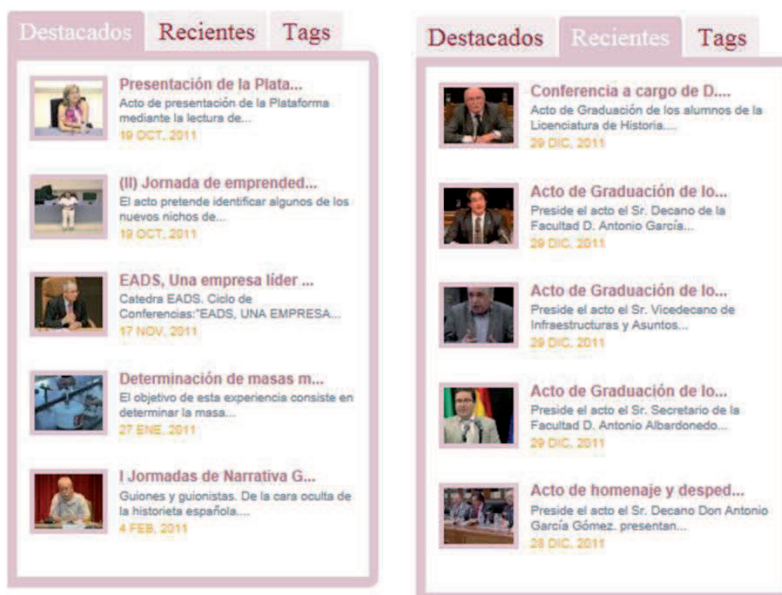 Destacados Recientes Tags
Presentación de la Plata...
Acto de presentación de la Plataforma
mediante la lectura de...
19 OCT, 2011
(II) Jornada de emprended...
El acto pretende identificar algunos de los
nuevos nichos de...
19 OCT, 2011
EADS, Una empresa líder ...
Catedra EADS. Ciclo de
Conferencias:"EADS, UNA EMPRESA...
17 NOV, 2011
Determinación de masas m...
El objetivo de esta experiencia consiste en
determinar la masa...
27 ENE, 2011
I Jormadas de Narrativa G...
Guiones y guionistas. De la cara oculta de
la historieta española....
4 FEB, 2011
Destacados Recientes Tags
Conferencia a cargo de D....
Acto de Graduación de los alumnos de la
Licenciatura de Historia....
29 DIC, 2011
Acto de Graduación de lo...
Preside el acto el Sr. Decano de la
Facultad D. Antonio García...
29 DIC, 2011
Acto de Graduación de lo...
Preside el acto el Sr. Vicedecano de
Infraestructuras y Asuntos...
29 DIC, 2011
Acto de Graduación de lo...
Preside el acto el Sr. Secretario de la
Facultad D. Antonio Albardonedo...
29 DIC, 2011
Acto de homenaje y desped...
Preside el acto el Sr. Decano Don Antonio
García Gómez. presentan...
28 DIC, 2011